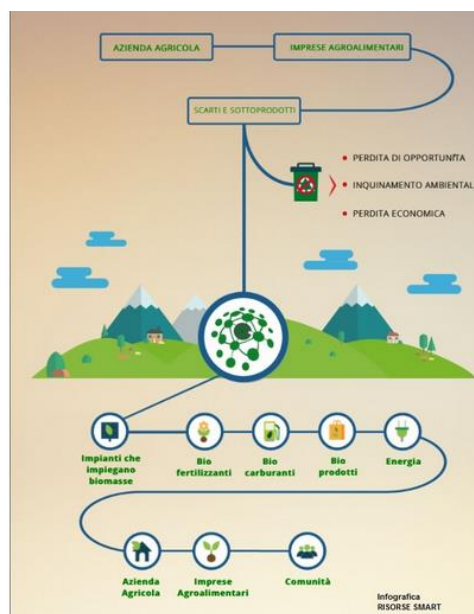 AZIENDA AGRICOLA
IMPRESE AGROALIMENTARI
SCARTI E SOTTOPRODOTTI
PERDITA DI OPPORTUNITA
INQUINAMENTO AMBIENTAL
PERDITA ECONOMICA
Impianti che
impiegano
biomasse
Bio
fertilizzanti
Bio
carburanti
Bio
prodotti
Energia
Azienda
Agricola
Imprese
Agroalimentari
Comunità
Infografica
RISORSE SMART